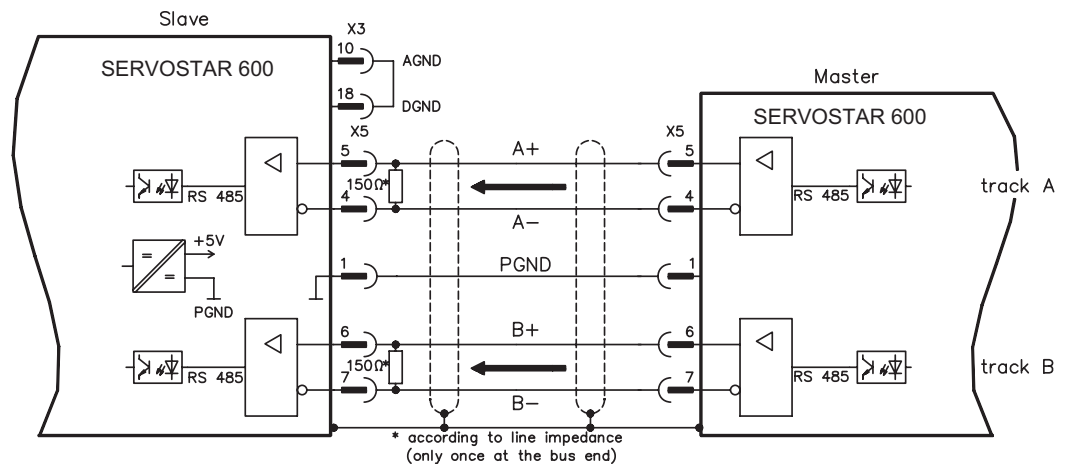 Slave
SERVOSTAR 600
X3
10
AGND
18
DGND
Master
SERVOSTAR 600
X5
5
150Ω*
4
RS 485
A+
A-
X5
5
4
RS 485
track A
+5V
PGND
1
PGND
1
6
150Ω*
7
RS 485
B+
B-
6
7
RS 485
track B
* according to line impedance
(only once at the bus end)